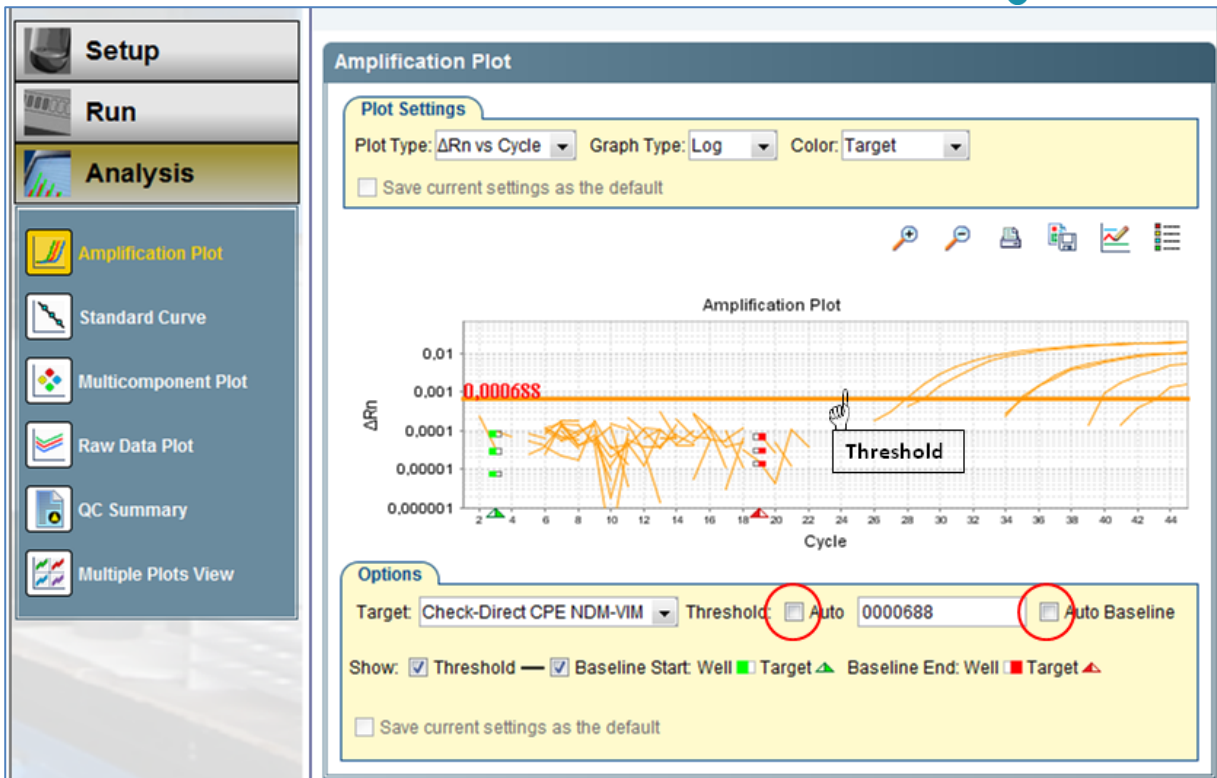 Setup
Run
Analysis
Amplification Plot
Standard Curve
Multicomponent Plot
Raw Data Plot
QC Summary
Multiple Plots View
Amplification Plot
Plot Settings
Plot Type: ΔRn vs Cycle Graph Type: Log Color: Target
Save current settings as the default
Amplification Plot
0,01
0,001
0,0001
0,00001
0,000001
ΔRn
0,000688
Threshold
2 4 6 8 10 12 14 16 18 20 22 24 26 28 30 32 34 36 38 40 42 44
Cycle
Options
Target: Check-Direct CPE NDM-VIM Threshold: Auto 0000688 Auto Baseline
Show: Threshold Baseline Start: Well Target Baseline End: Well Target
Save current settings as the default